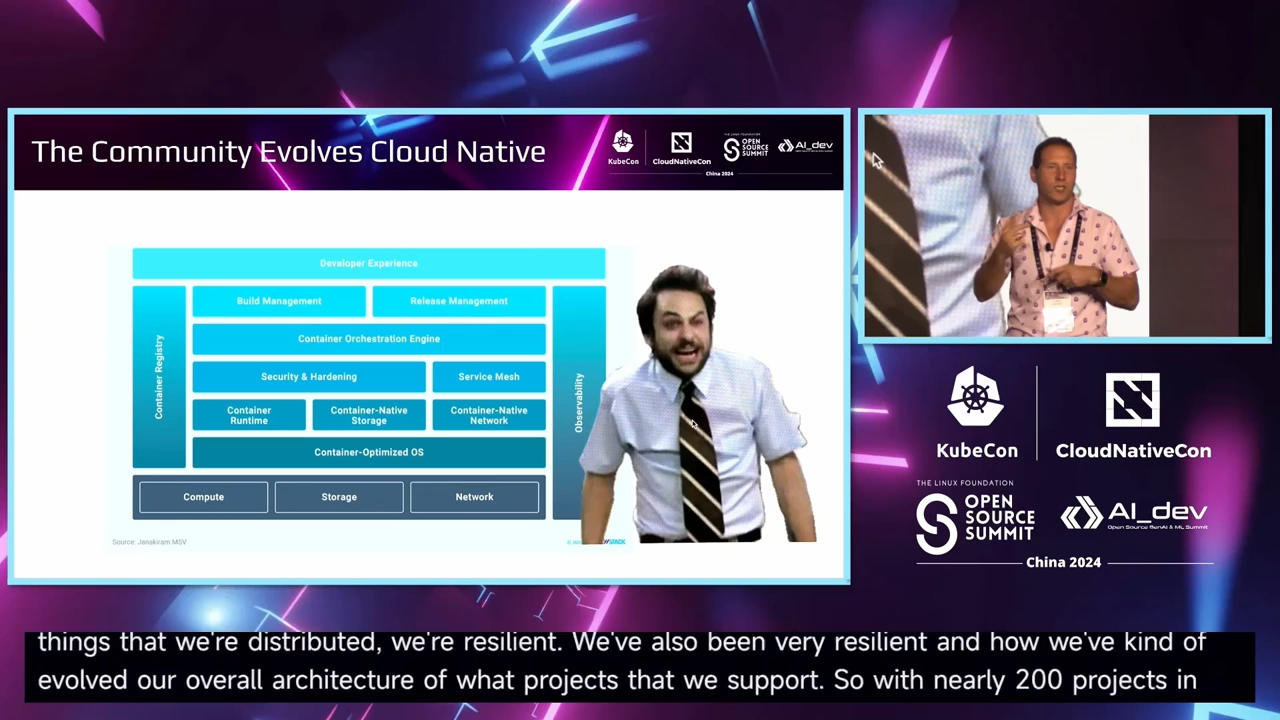 The Community Evolves Cloud Native
KubeCon
CloudNativeCon
THE LINUX FOUNDATION
OPEN
SOURCE
SUMMIT
AI_dev
China 2024
Developer Experience
Container Registry
Build Management
Release Management
Container Orchestration Engine
Security & Hardening
Service Mesh
Container
Runtime
Container-Native
Storage
Container-Native
Network
Container-Optimized OS
Observability
Compute
Storage
Network
Source: Janakiram MSV
STACK
KubeCon
CloudNativeCon
THE LINUX FOUNDATION
OPEN
SOURCE
SUMMIT
AI_dev
Open Source GenAI & ML Summit
China 2024
things that we're distributed, we're resilient. We've also been very resilient and how we've kind of
evolved our overall architecture of what projects that we support. So with nearly 200 projects in